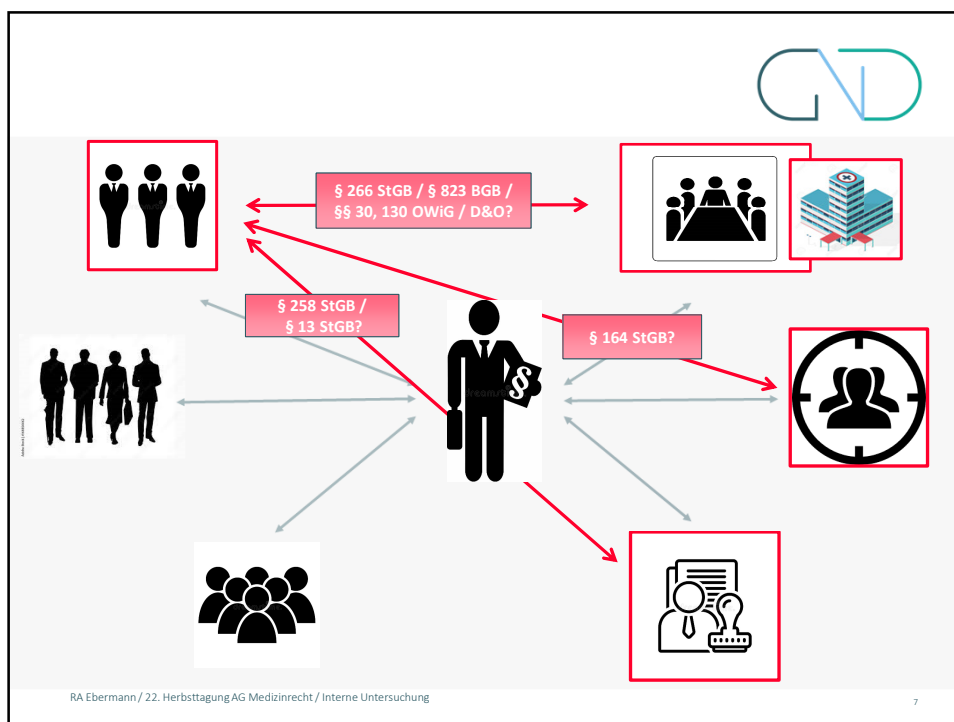 GND
§ 266 StGB / § 823 BGB /
§§ 30, 130 OWiG / D&O?
§ 258 StGB /
§ 13 StGB?
§ 164 StGB?
§
RA Ebermann / 22. Herbsttagung AG Medizinrecht / Interne Untersuchung
7